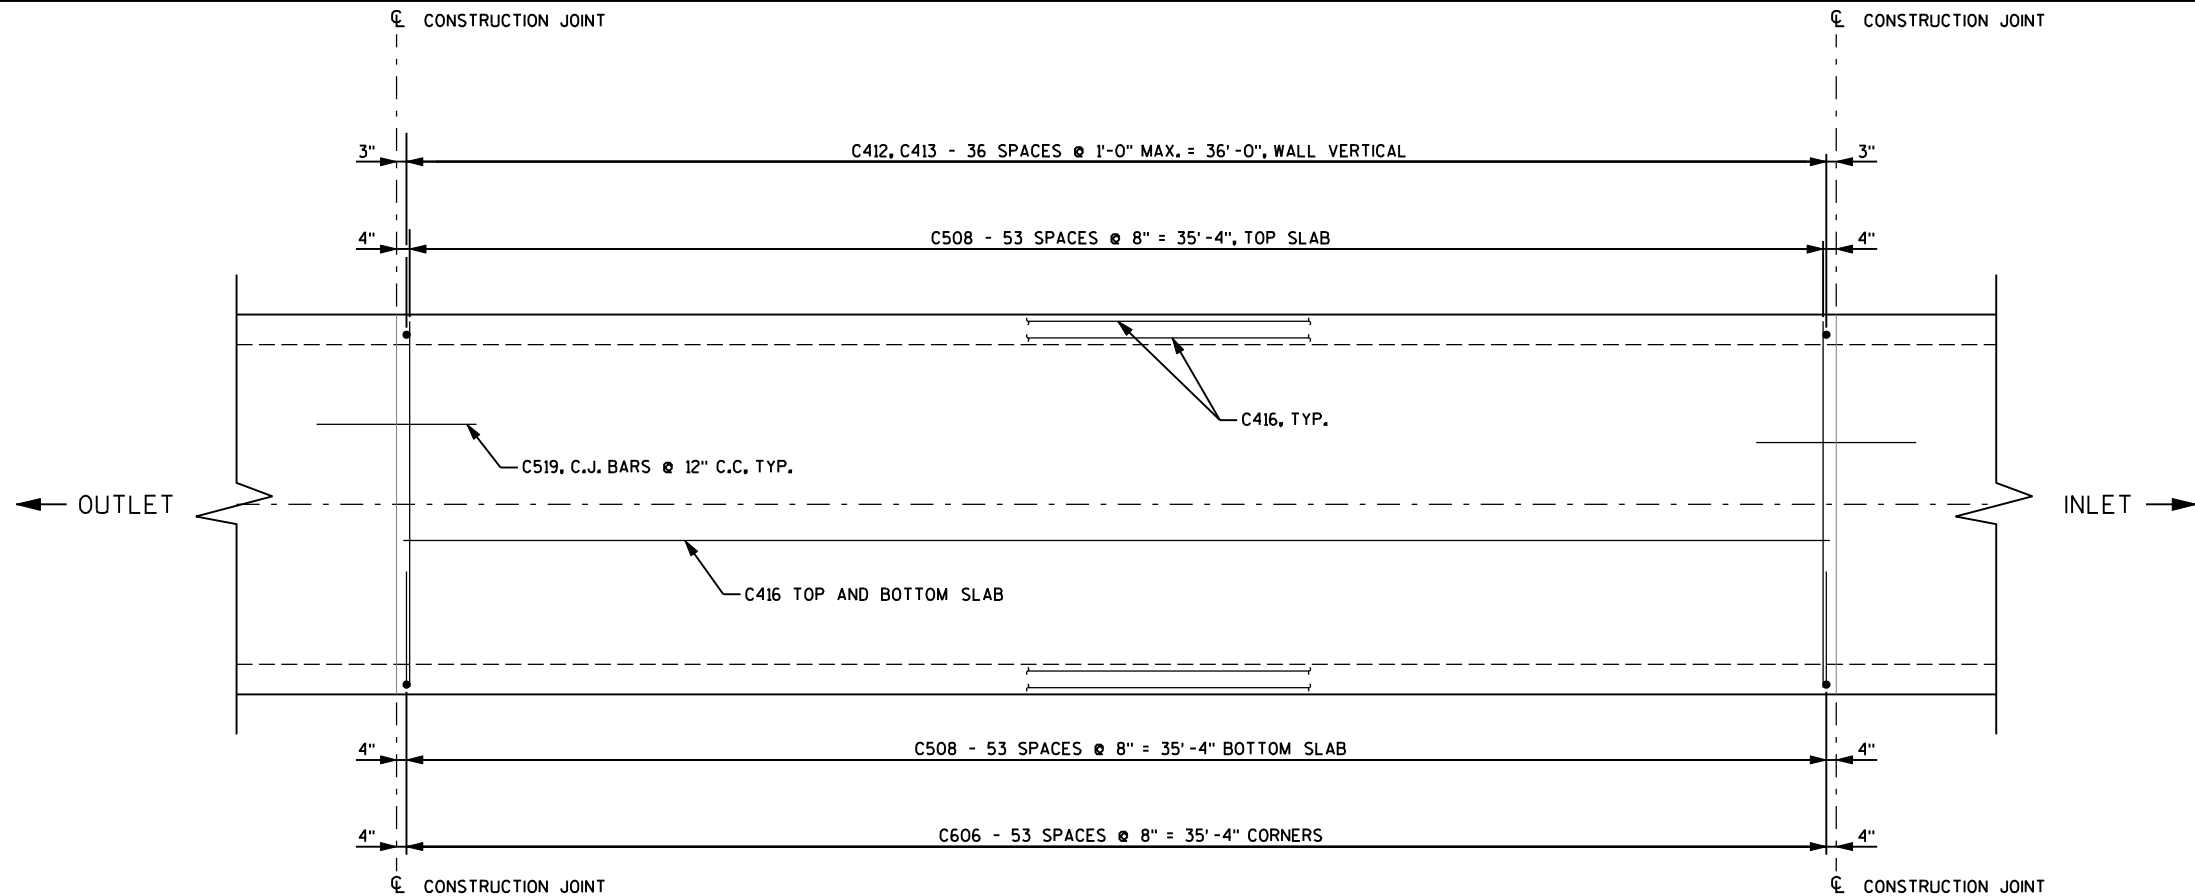 ℄ CONSTRUCTION JOINT
℄ CONSTRUCTION JOINT
3"
C412, C413 - 36 SPACES @ 1'-0" MAX. = 36'-0", WALL VERTICAL
3"
4"
C508 - 53 SPACES @ 8" = 35'-4", TOP SLAB
4"
C416, TYP.
C519, C.J. BARS @ 12" C.C, TYP.
OUTLET
INLET
C416 TOP AND BOTTOM SLAB
4"
C508 - 53 SPACES @ 8" = 35'-4" BOTTOM SLAB
4"
4"
C606 - 53 SPACES @ 8" = 35'-4" CORNERS
4"
℄ CONSTRUCTION JOINT
℄ CONSTRUCTION JOINT